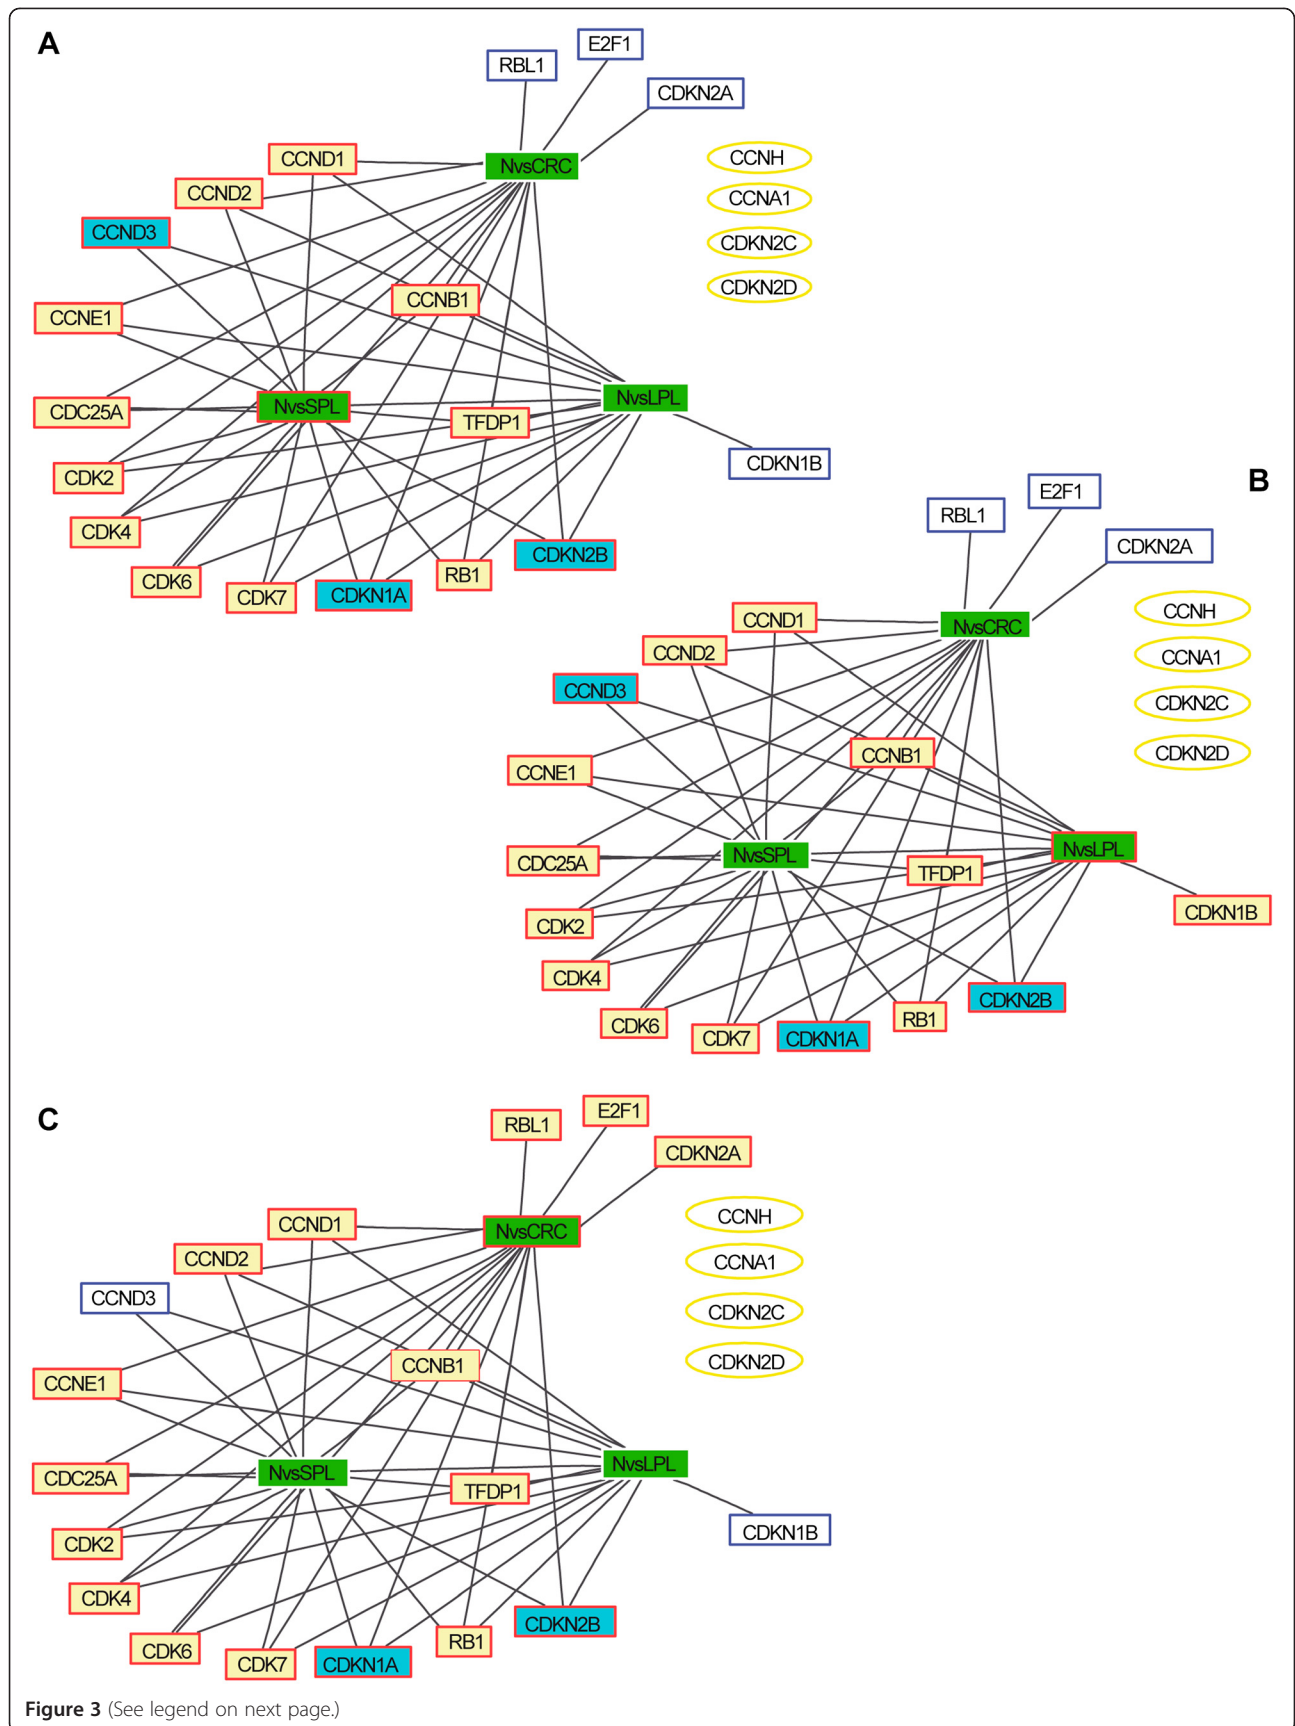 A
E2F1
RBL1
CDKN2A
CCND1
NvsCRC
CCNH
CCND2
CCNA1
CCND3
CDKN2C
CDKN2D
CCNB1
CCNE1
NvsLPL
NvsSPL
CDC25A
TFDP1
CDKN1B
CDK2
CDK4
CDKN2B
CDK6
RB1
CDK7
CDKN1A
B
E2F1
RBL1
CDKN2A
CCNH
CCND1
NvsCRC
CCND2
CCNA1
CCND3
CDKN2C
CDKN2D
CCNB1
CCNE1
NvsLPL
NvsSPL
CDC25A
TFDP1
CDKN1B
CDK2
CDK4
CDKN2B
RB1
CDK6
CDK7
CDKN1A
C
E2F1
RBL1
CDKN2A
CCNH
CCND1
NvsCRC
CCND2
CCNA1
CCND3
CDKN2C
CDKN2D
CCNB1
CCNE1
NvsLPL
NvsSPL
CDC25A
TFDP1
CDKN1B
CDK2
CDK4
CDKN2B
RB1
CDK6
CDK7
CDKN1A
Figure 3 (See legend on next page.)